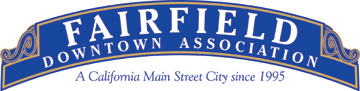 FAIRFIELD
DOWNTOWN ASSOCIATION
A California Main Street City since 1995